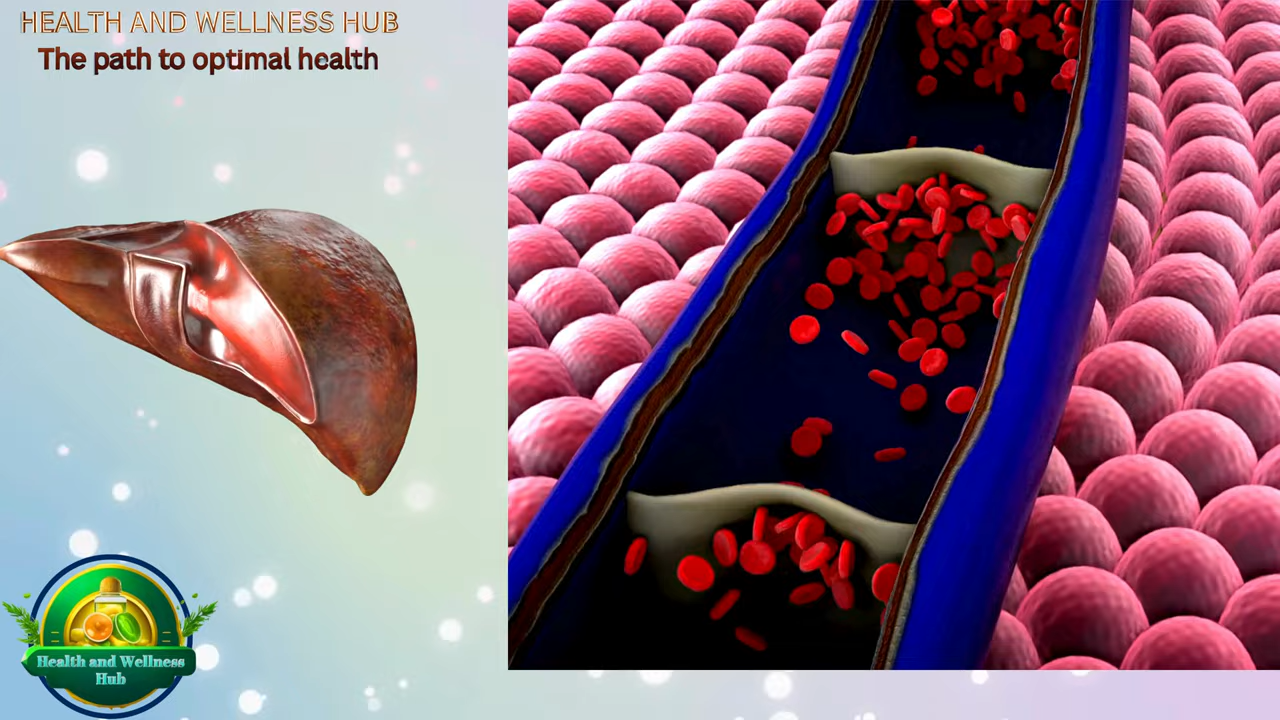 HEALTH AND WELLNESS HUB
The path to optimal health
Health and Wellness
Hub